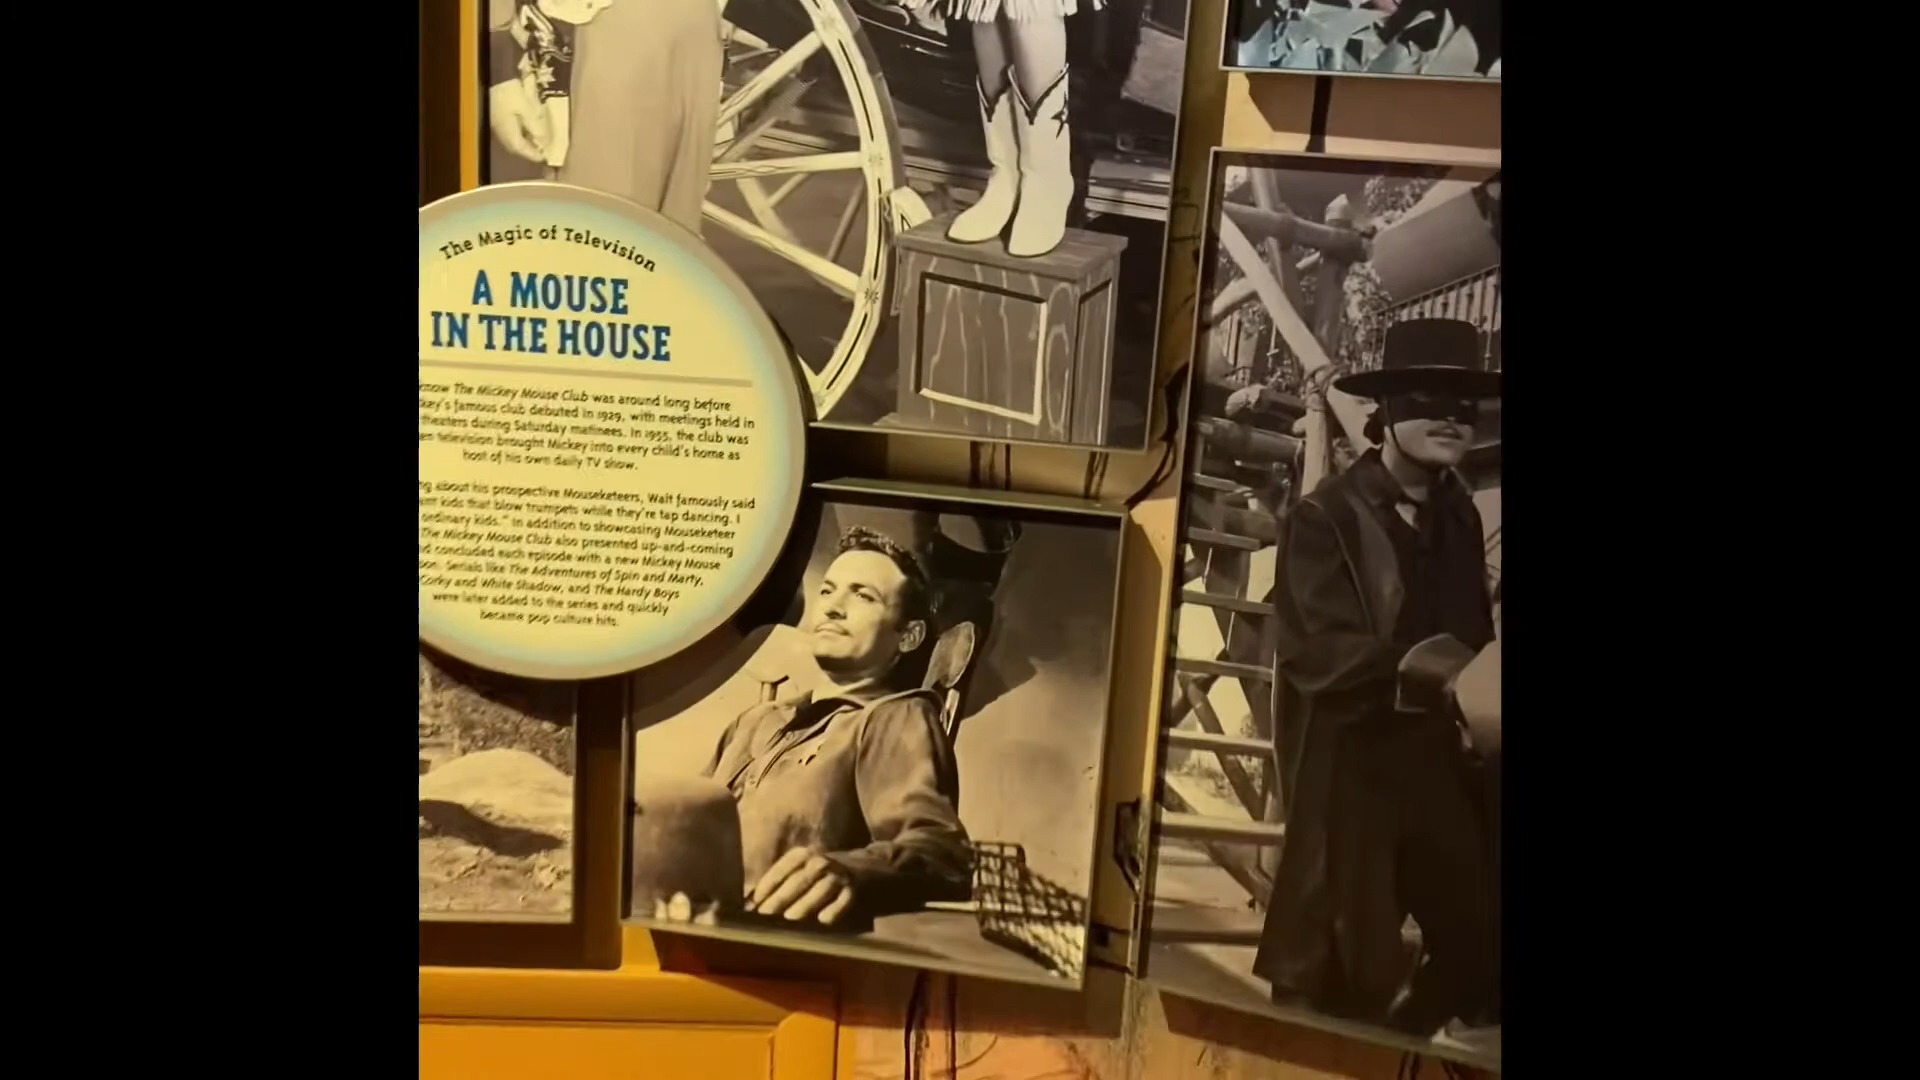 The Magic of Television
A MOUSE
IN THE HOUSE
know The Mickey Mouse Club was around long before
key's famous club debuted in 1929, with meetings held in
theaters during Saturday matinees. In 1955, the club was
television brought Mickey into every child's home as
host of his own daily TV show.
about his prospective Mouseketeers, Walt famously said
kids that blow trumpets while they're tap dancing. I
ordinary kids." In addition to showcasing Mouseketeer
The Mickey Mouse Club also presented up-and-coming
concluded each episode with a new Mickey Mouse
Serials like The Adventures of Spin and Marty,
Corky and White Shadow, and The Hardy Boys
were later added to the series and quickly
became pop culture hits.